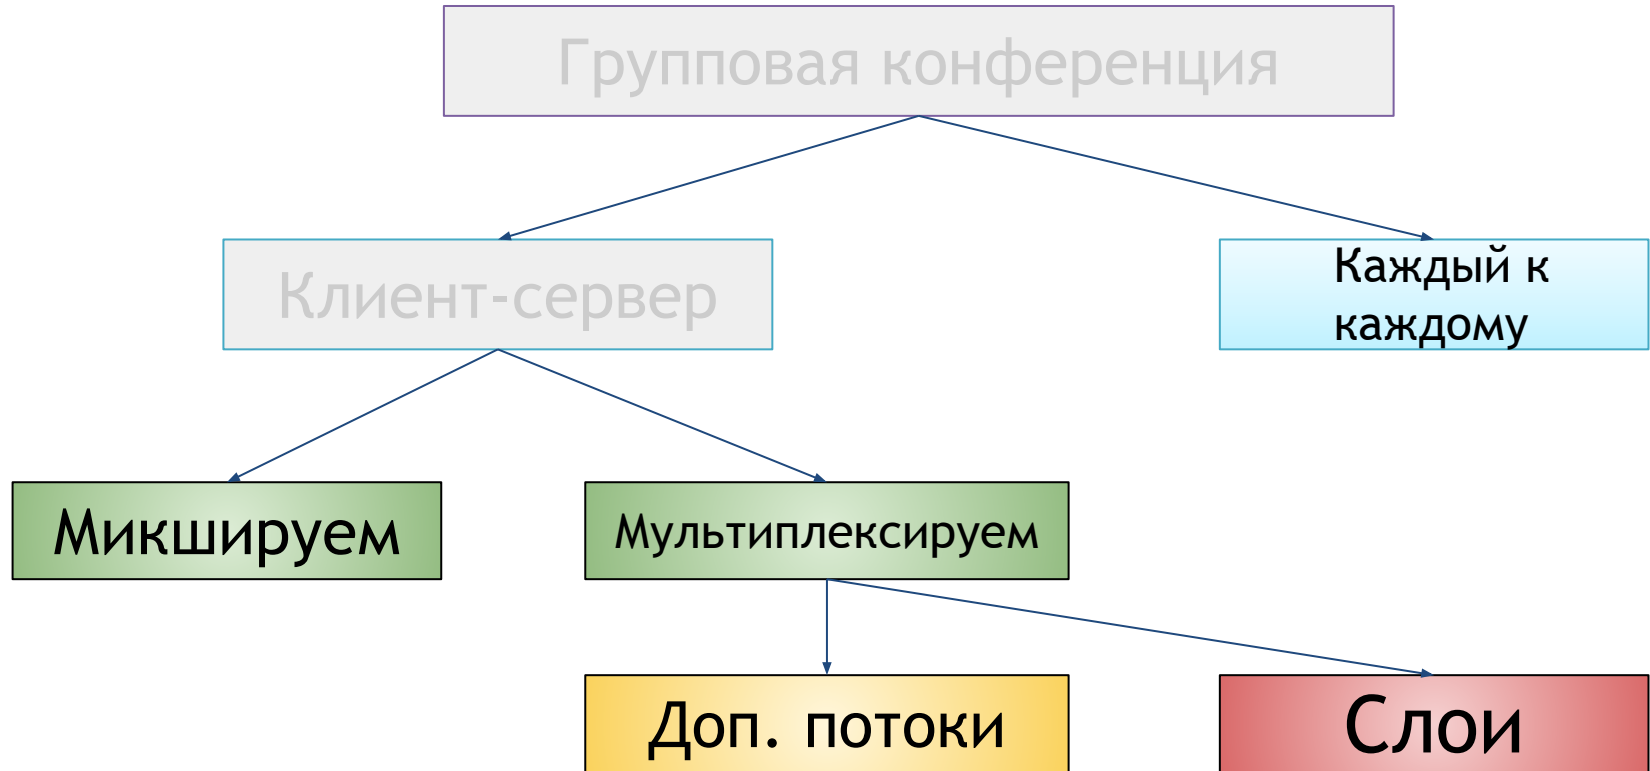 Групповая конференция
Клиент-сервер
Каждый к
каждому
Микшируем
Мультиплексируем
Доп. потоки
Слои